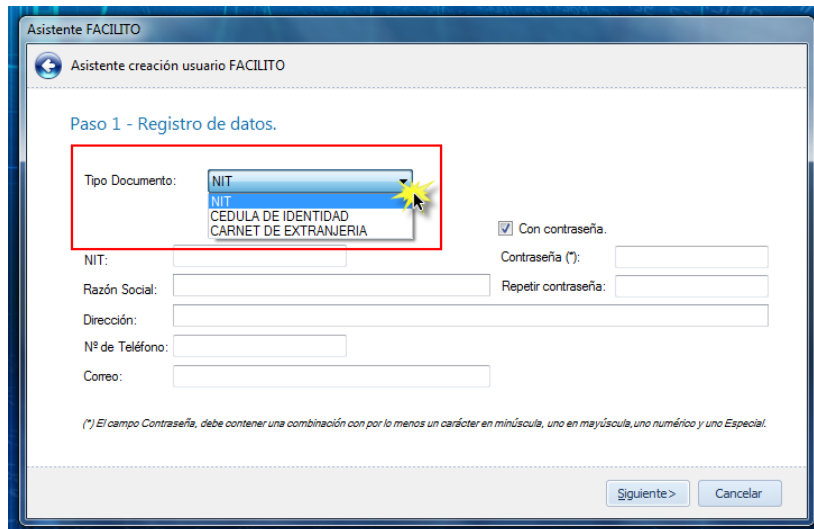 Asistente FACILITO
Asistente creación usuario FACILITO
Paso 1 - Registro de datos.
Tipo Documento: NIT
NIT
CEDULA DE IDENTIDAD
CARNET DE EXTRANJERIA
Con contraseña.
NIT: Contraseña (*):
Razón Social: Repetir contraseña:
Dirección:
Nº de Teléfono:
Correo:
(*) El campo Contraseña, debe contener una combinación con por lo menos un carácter en minúscula, uno en mayúscula,uno numérico y uno Especial.
Siguiente> Cancelar